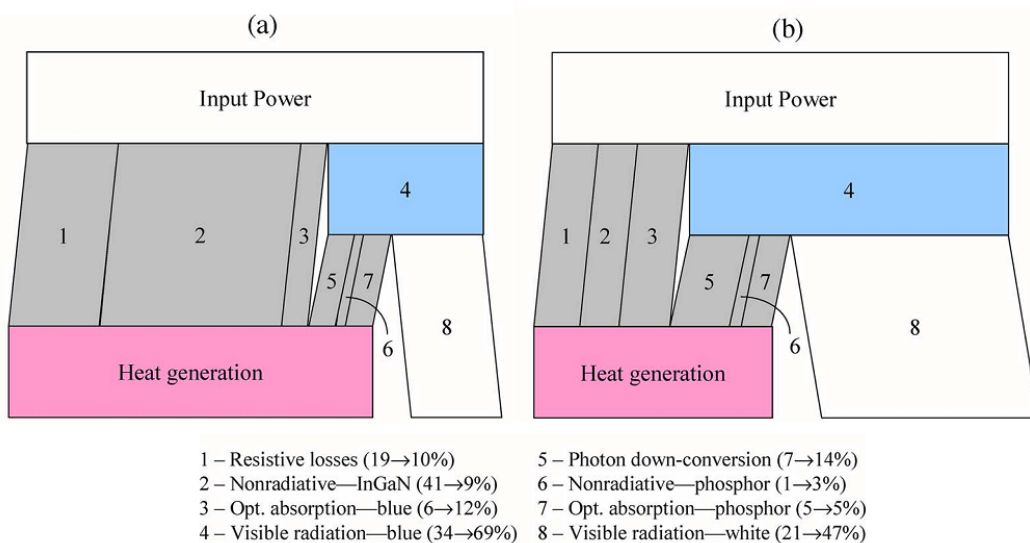 (a)
(b)
Input Power
Input Power
4
4
1
2
3
1
2
3
5
7
5
7
8
8
6
6
Heat generation
Heat generation
1 – Resistive losses (19→10%)
2 – Nonradiative—InGaN (41→9%)
3 – Opt. absorption—blue (6→12%)
4 – Visible radiation—blue (34→69%)
5 – Photon down-conversion (7→14%)
6 – Nonradiative—phosphor (1→3%)
7 – Opt. absorption—phosphor (5→5%)
8 – Visible radiation—white (21→47%)